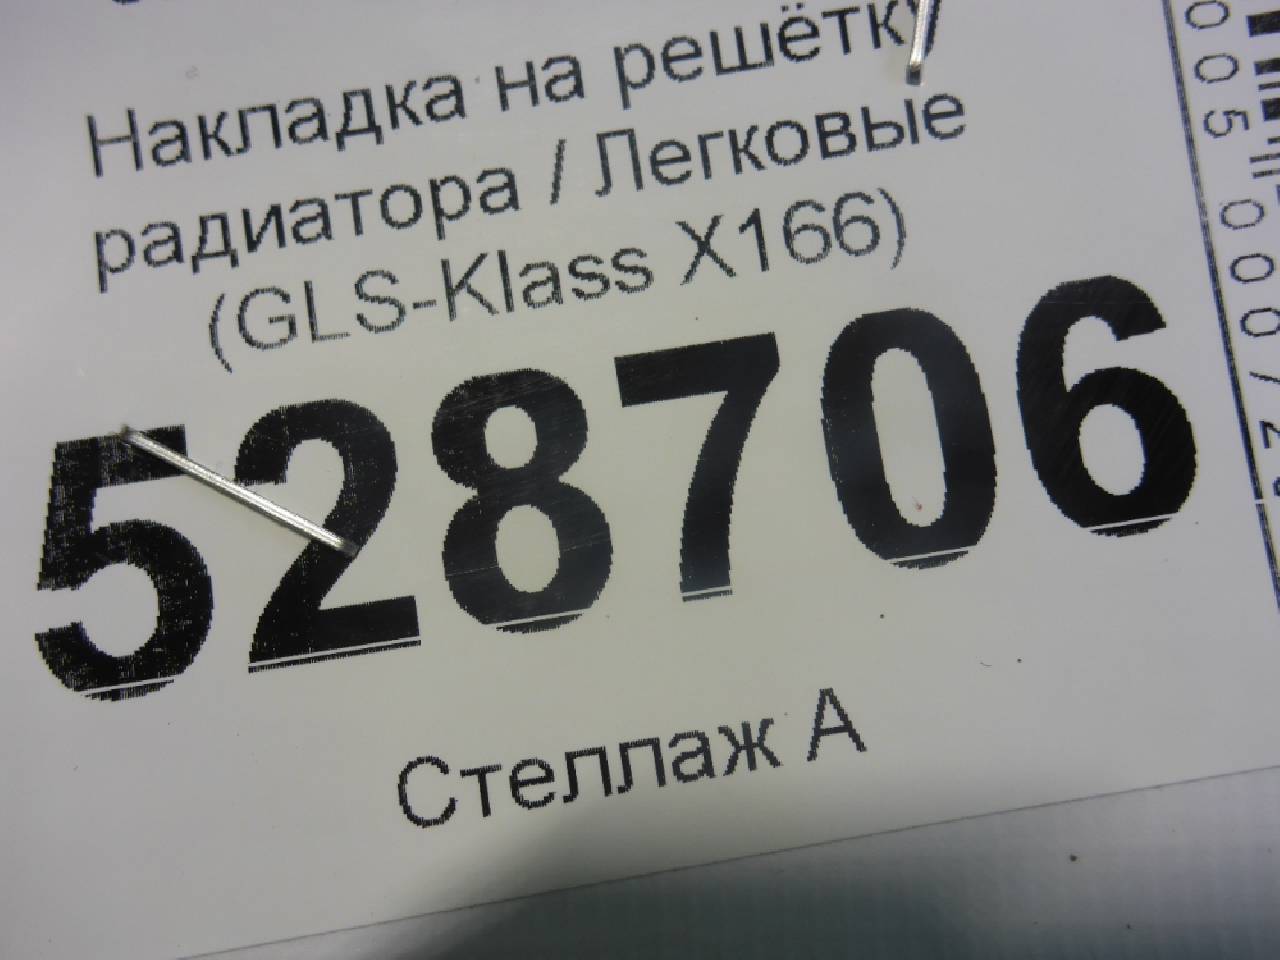 Накладка на решётку
радиатора / Легковые
(GLS-Klass X166)
528706
Стеллаж А